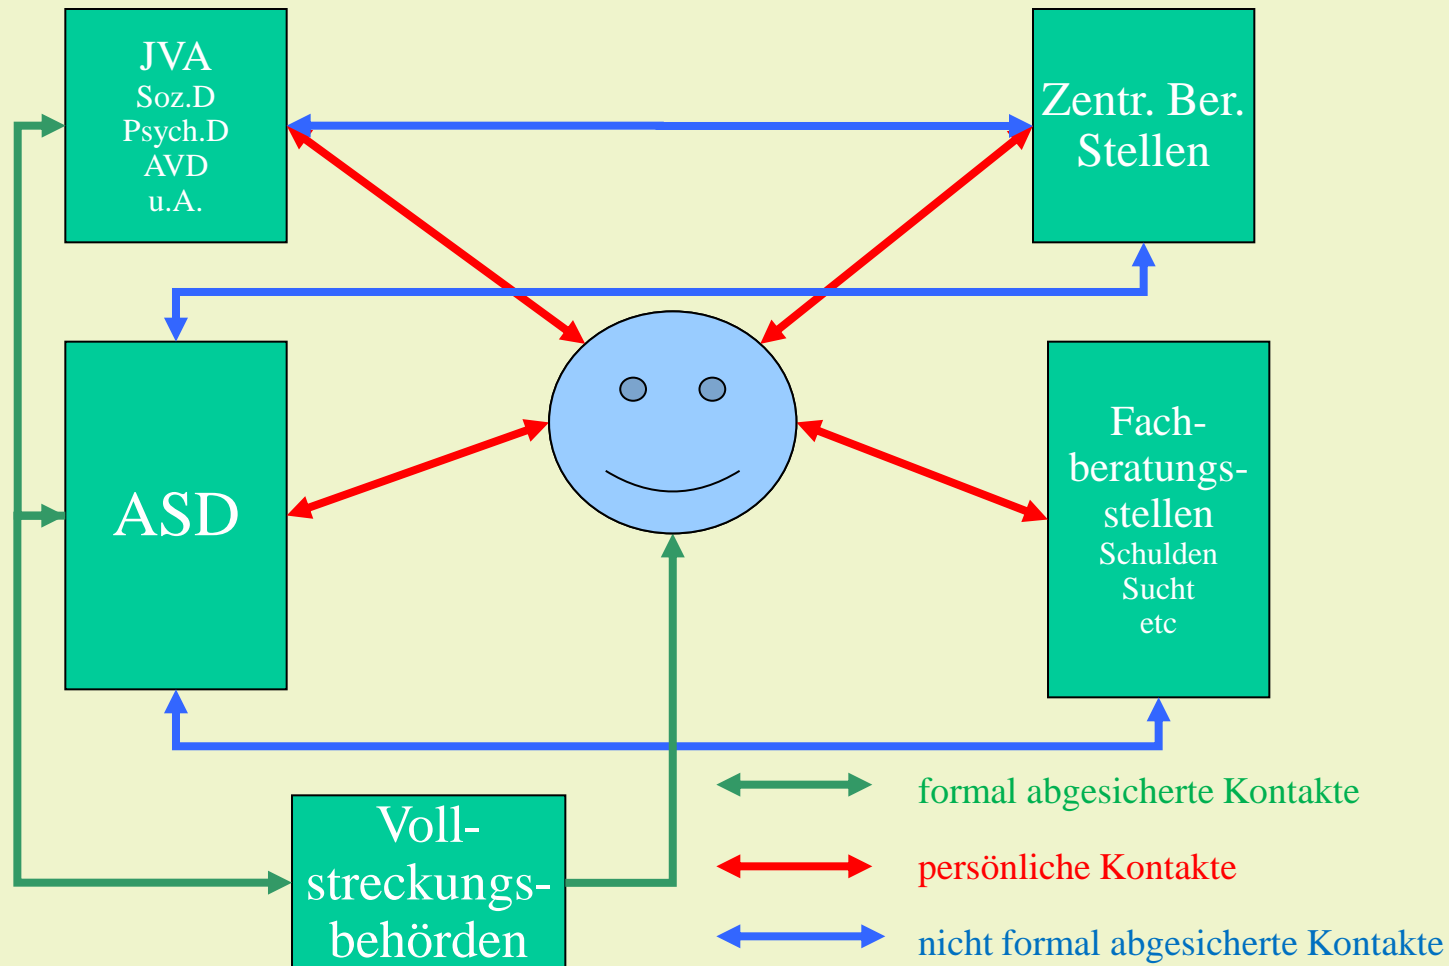 JVA
Soz.D
Psych.D
AVD
u.A.
Zentr. Ber.
Stellen
ASD
Fach-
beratungs-
stellen
Schulden
Sucht
etc
Voll-
streckungs-
behörden
formal abgesicherte Kontakte
persönliche Kontakte
nicht formal abgesicherte Kontakte